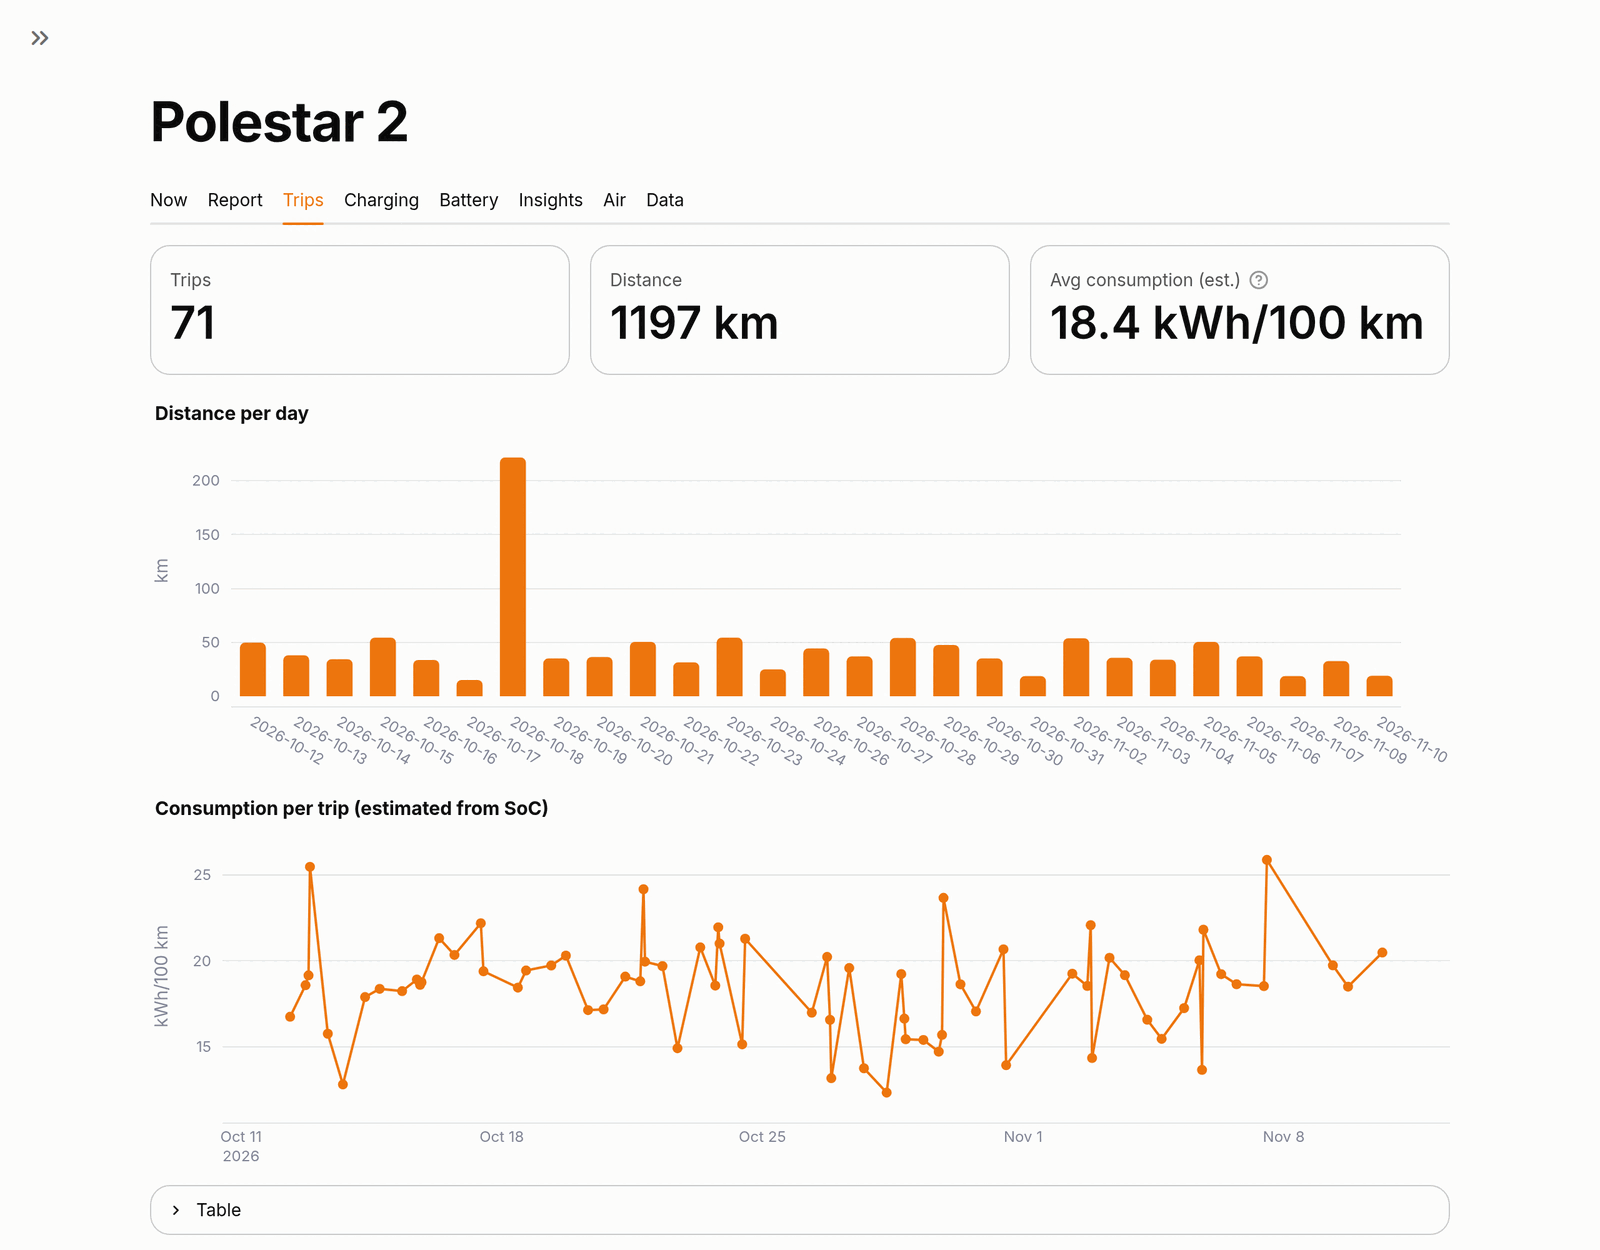 Polestar 2
Now Report Trips Charging Battery Insights Air Data
Trips
71
Distance
1197 km
Avg consumption (est.) ?
18.4 kWh/100 km
Distance per day
200
150
100
50
0
km
2026-10-12
2026-10-13
2026-10-14
2026-10-15
2026-10-16
2026-10-17
2026-10-18
2026-10-19
2026-10-20
2026-10-21
2026-10-22
2026-10-23
2026-10-24
2026-10-26
2026-10-27
2026-10-28
2026-10-29
2026-10-30
2026-10-31
2026-11-02
2026-11-03
2026-11-04
2026-11-05
2026-11-06
2026-11-07
2026-11-09
2026-11-10
Consumption per trip (estimated from SoC)
25
20
15
kWh/100 km
Oct 11 Oct 18 Oct 25 Nov 1 Nov 8
2026
Table